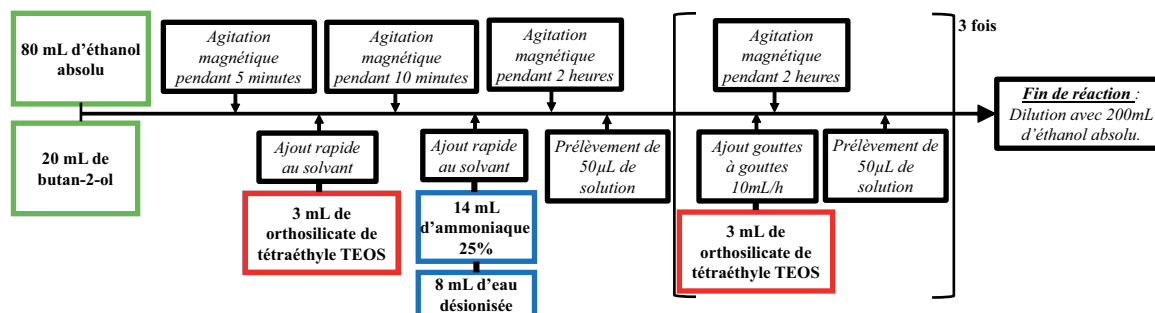 80 mL d’éthanol
absolu
20 mL de
butan-2-ol
Agitation
magnétique
pendant 5 minutes
Ajout rapide
au solvant
3 mL de
orthosilicate de
tétraéthyle TEOS
Agitation
magnétique
pendant 10 minutes
Ajout rapide
au solvant
14 mL
d’ammoniaque
25%
8 mL d’eau
désionisée
Agitation
magnétique
pendant 2 heures
Prélèvement de
50µL de
solution
Agitation
magnétique
pendant 2 heures
Ajout gouttes
à gouttes
10mL/h
3 mL de
orthosilicate de
tétraéthyle TEOS
Prélèvement de
50µL de
solution
3 fois
Fin de réaction :
Dilution avec 200mL
d’éthanol absolu.